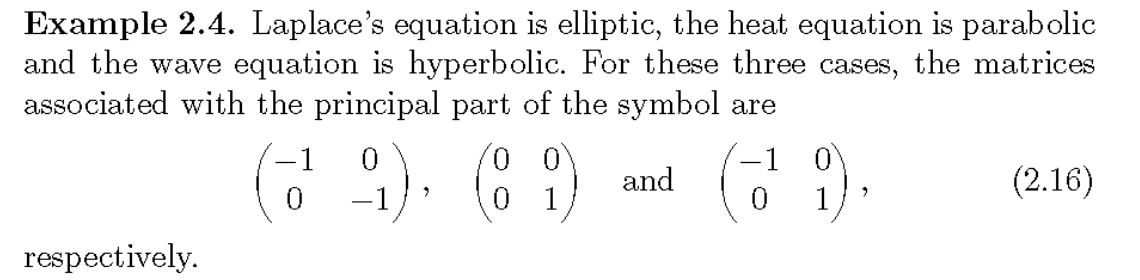 Example 2.4. Laplace's equation is elliptic, the heat equation is parabolic
and the wave equation is hyperbolic. For these three cases, the matrices
associated with the principal part of the symbol are
(−1 0
0 −1), (0 0
0 1) and (−1 0
0 1), (2.16)
respectively.